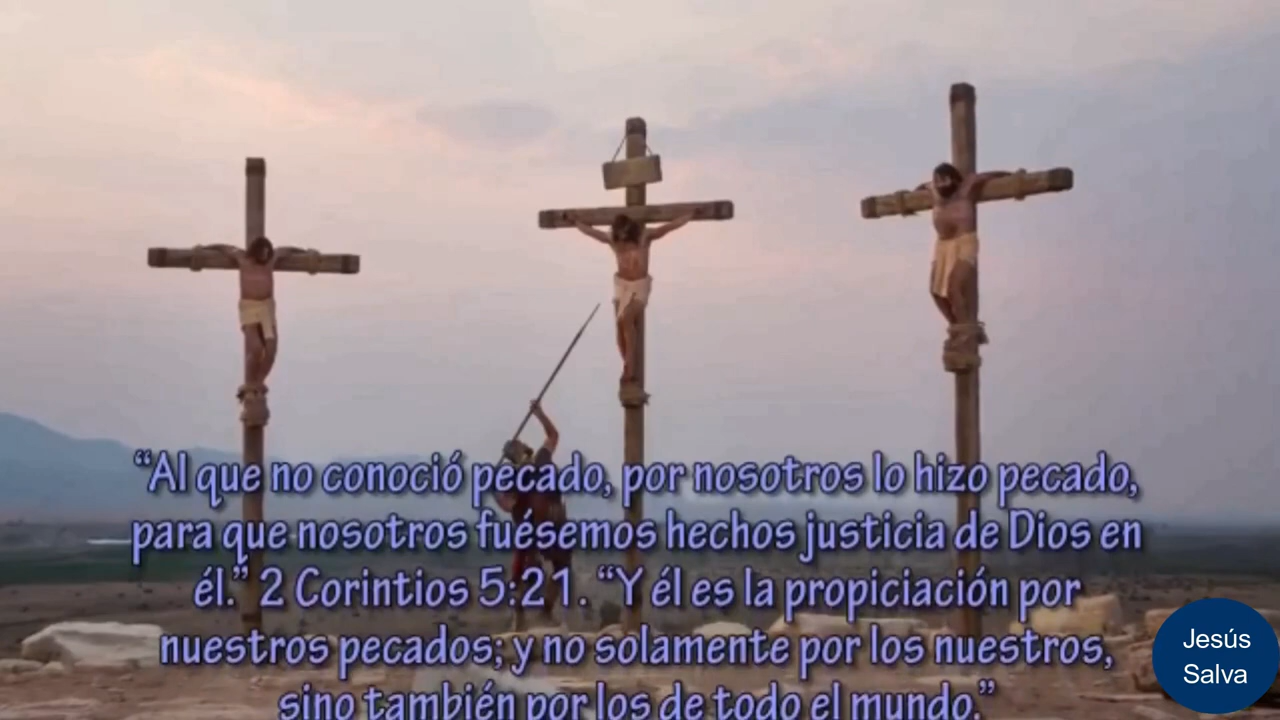 “Al que no conoció pecado, por nosotros lo hizo pecado,
para que nosotros fuésemos hechos justicia de Dios en
él.” 2 Corintios 5:21. “Y él es la propiciación por
nuestros pecados; y no solamente por los nuestros,
sino también por los de todo el mundo.”
Jesús
Salva